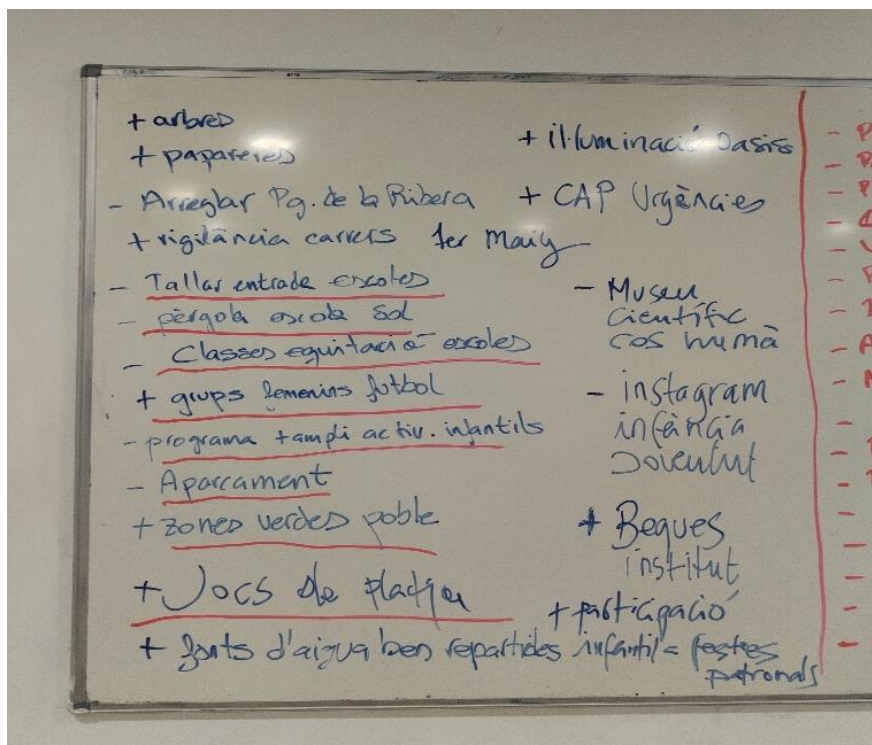 + arbres
+ papareres
- Arreglar Pg. de la Ribera
+ vigilància carrers 1er Maig
- Tallar entrada escoles
- pèrgola escola Sol
- Classes equitació escoles
+ grups femenins futbol
- programa + ampli activ. infantils
- Aparcament
+ zones verdes poble
+ Jocs de platja
+ fonts d'aigua ben repartides
+ il·luminació Oasis
+ CAP Urgències
- Museu
científic
cos humà
- instagram
infància
Joventut
+ Beques
institut
+ participació
infantil = festes
patronals
- P
- P
- A
- A